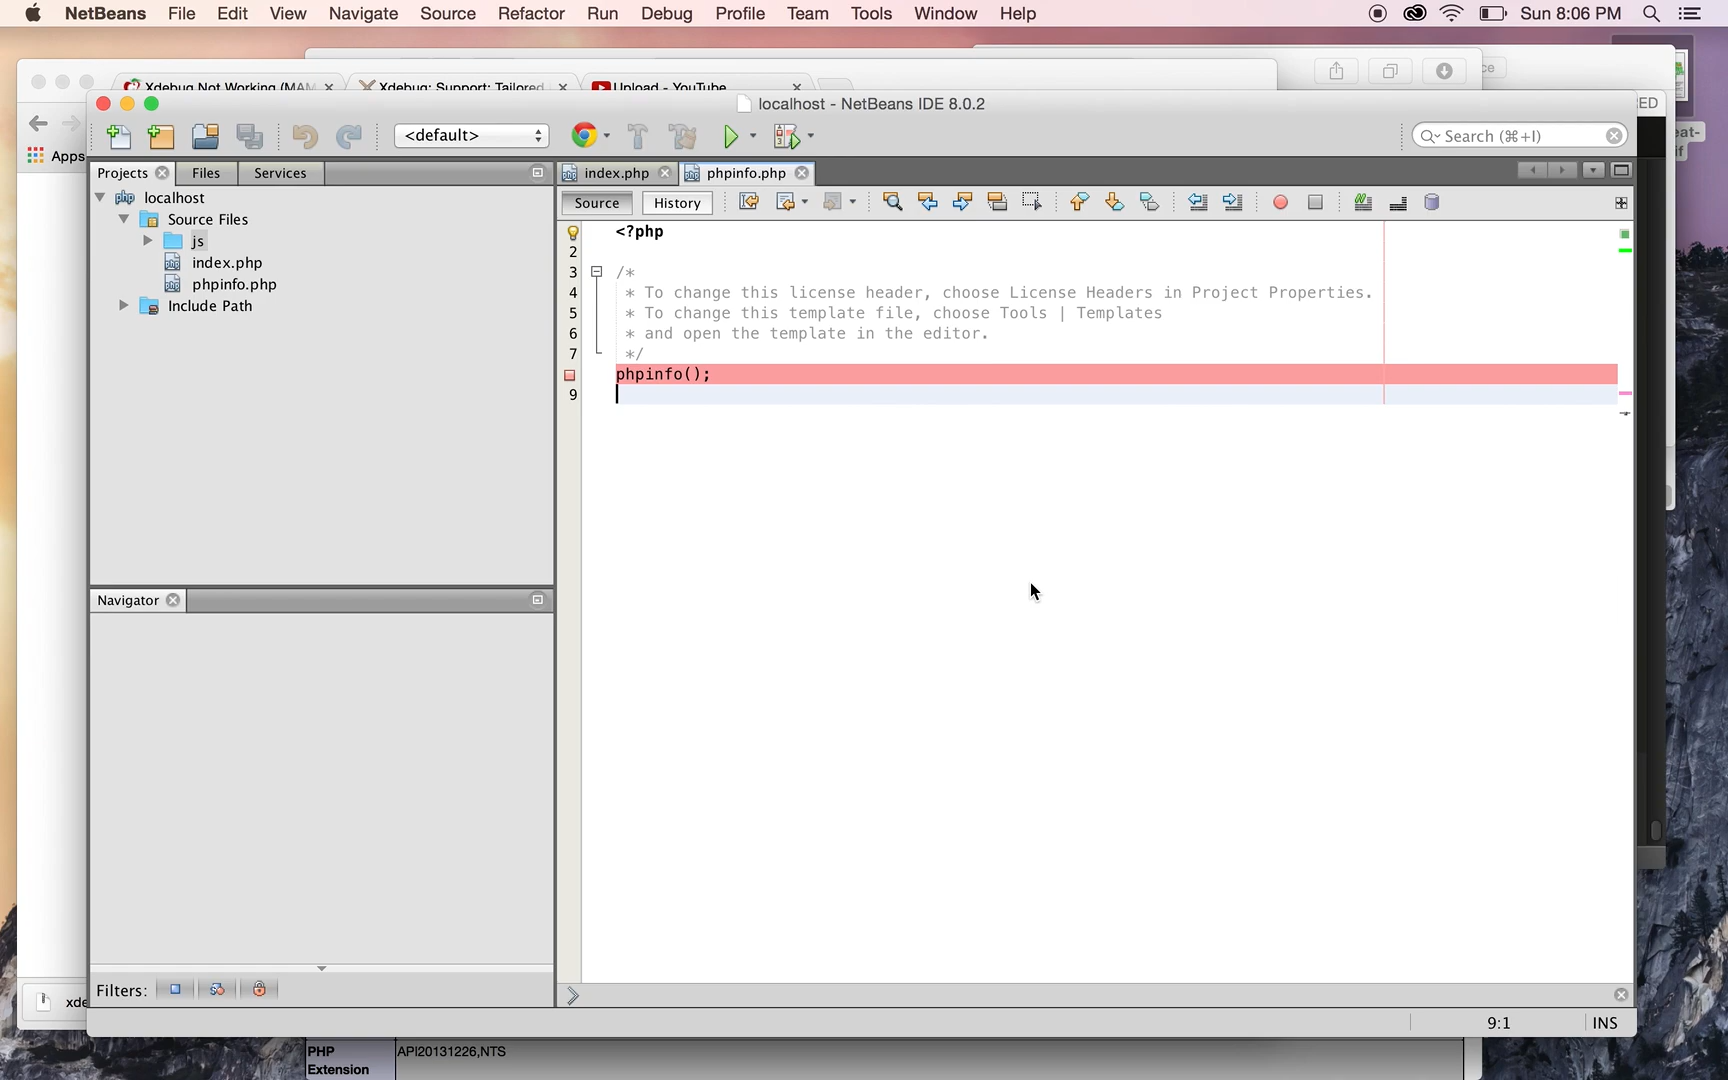 NetBeans File Edit View Navigate Source Refactor Run Debug Profile Team Tools Window Help Sun 8:06 PM
Xdebug Not Working (MAM Xdebug: Support: Tailored Upload - YouTube
localhost - NetBeans IDE 8.0.2
Apps
<default>
Search (⌘+I)
Projects Files Services
index.php phpinfo.php
Source History
localhost
Source Files
js
index.php
phpinfo.php
Include Path
<?php
2
3 /*
4 * To change this license header, choose License Headers in Project Properties.
5 * To change this template file, choose Tools | Templates
6 * and open the template in the editor.
7 */
phpinfo();
9
Navigator
Filters:
xde
9:1 INS
PHP
Extension
API20131226,NTS